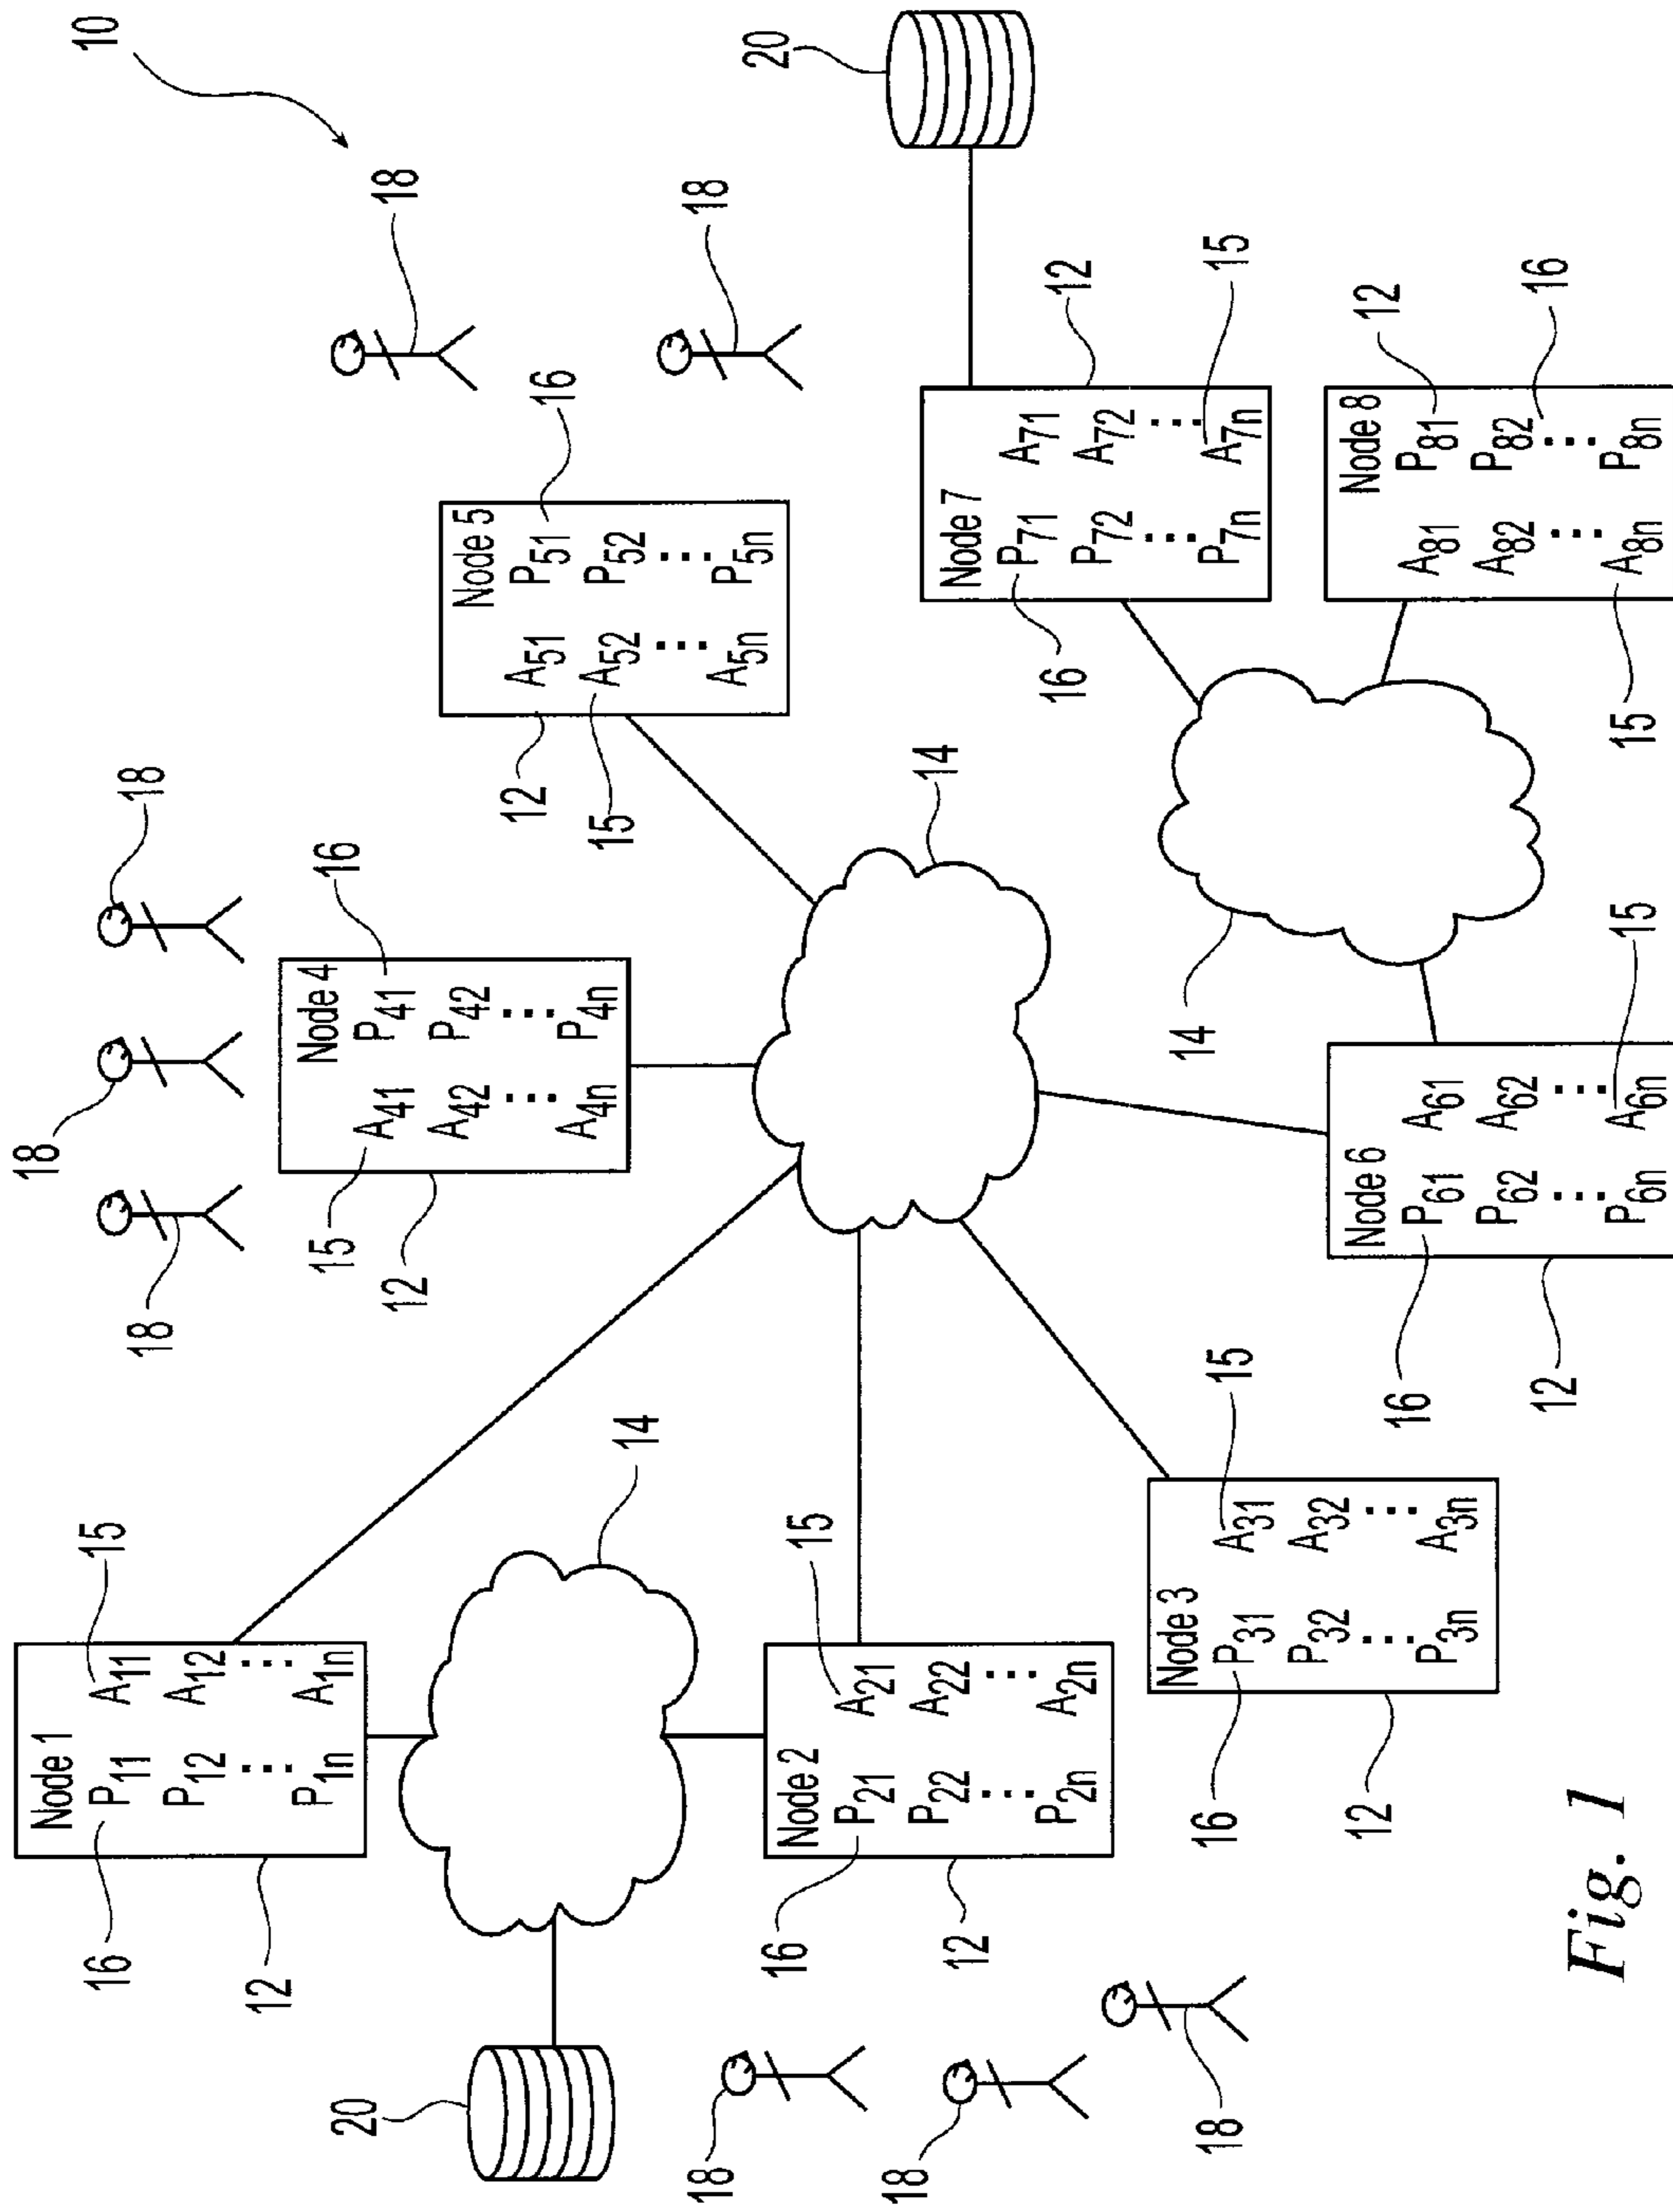 10
18
18
18
18
18
20
Node 1
P11 A11
P12 A12
... ...
P1n A1n
15
16
12
Node 4
A41 P41
A42 P42
... ...
A4n P4n
15
16
12
Node 5
A51 P51
A52 P52
... ...
A5n P5n
12
15
16
14
20
Node 2
P21 A21
P22 A22
... ...
P2n A2n
15
16
12
14
Node 7
P71 A71
P72 A72
... ...
P7n A7n
16
12
15
18
18
18
Node 3
P31 A31
P32 A32
... ...
P3n A3n
15
16
12
Node 6
P61 A61
P62 A62
... ...
P6n A6n
16
12
15
14
Node 8
A81 P81
A82 P82
... ...
A8n P8n
12
16
15
Fig. 1